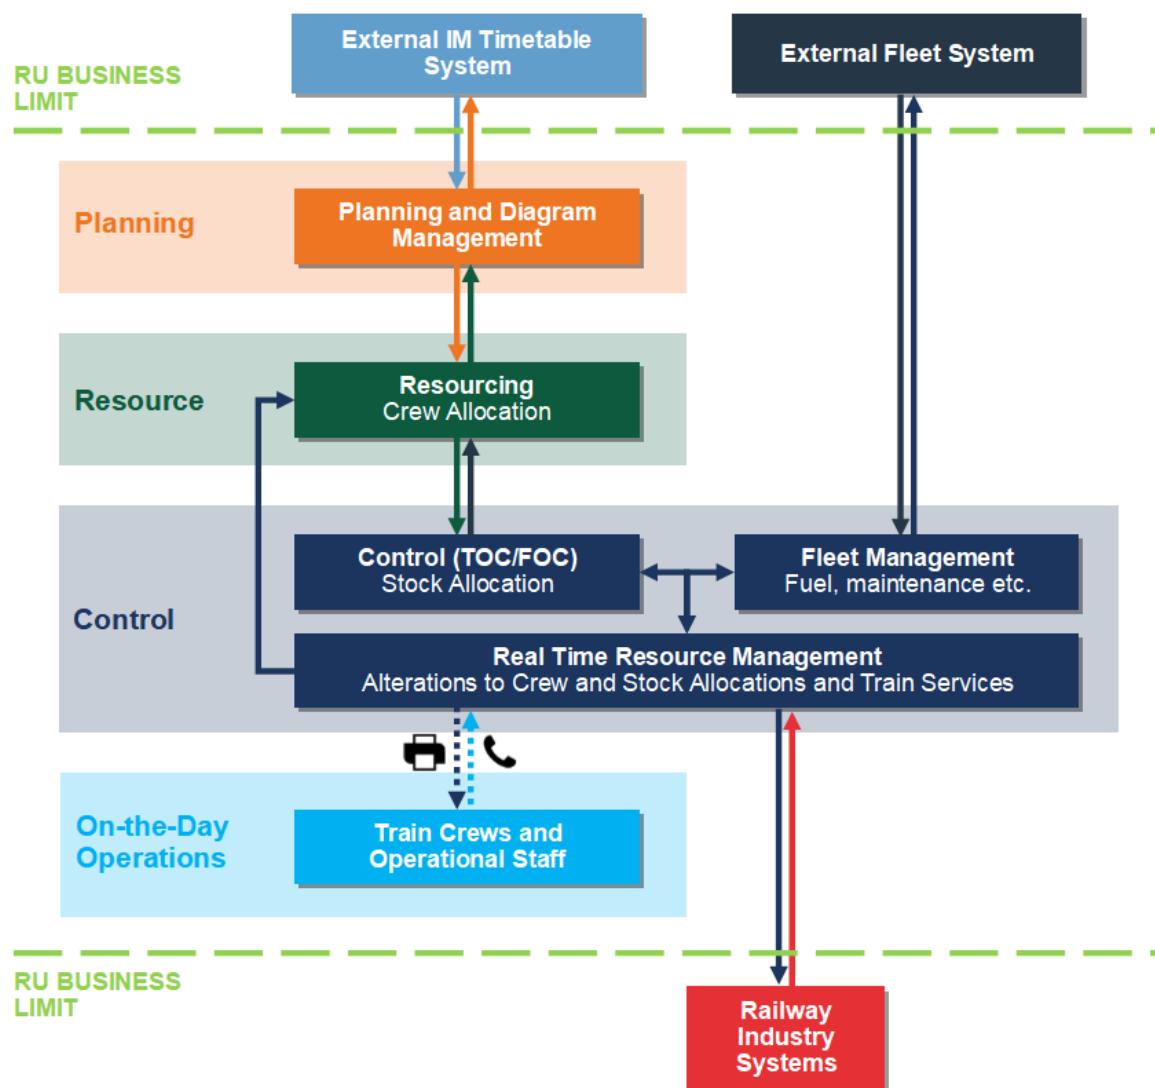 External IM Timetable
System
External Fleet System
RU BUSINESS
LIMIT
Planning
Planning and Diagram
Management
Resource
Resourcing
Crew Allocation
Control
Control (TOC/FOC)
Stock Allocation
Fleet Management
Fuel, maintenance etc.
Real Time Resource Management
Alterations to Crew and Stock Allocations and Train Services
On-the-Day
Operations
Train Crews and
Operational Staff
RU BUSINESS
LIMIT
Railway
Industry
Systems